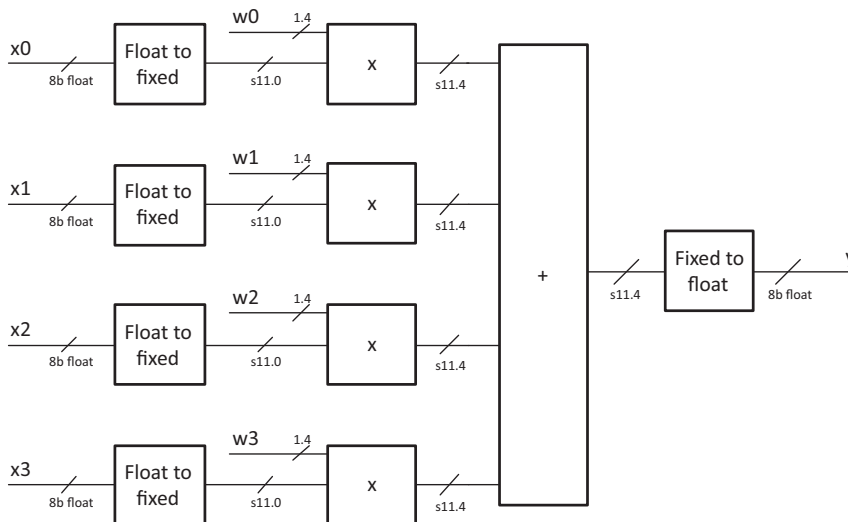 x0
8b float
Float to
fixed
w0
1.4
s11.0
x
s11.4
x1
8b float
Float to
fixed
w1
1.4
s11.0
x
s11.4
x2
8b float
Float to
fixed
w2
1.4
s11.0
x
s11.4
x3
8b float
Float to
fixed
w3
1.4
s11.0
x
s11.4
+
s11.4
Fixed to
float
8b float